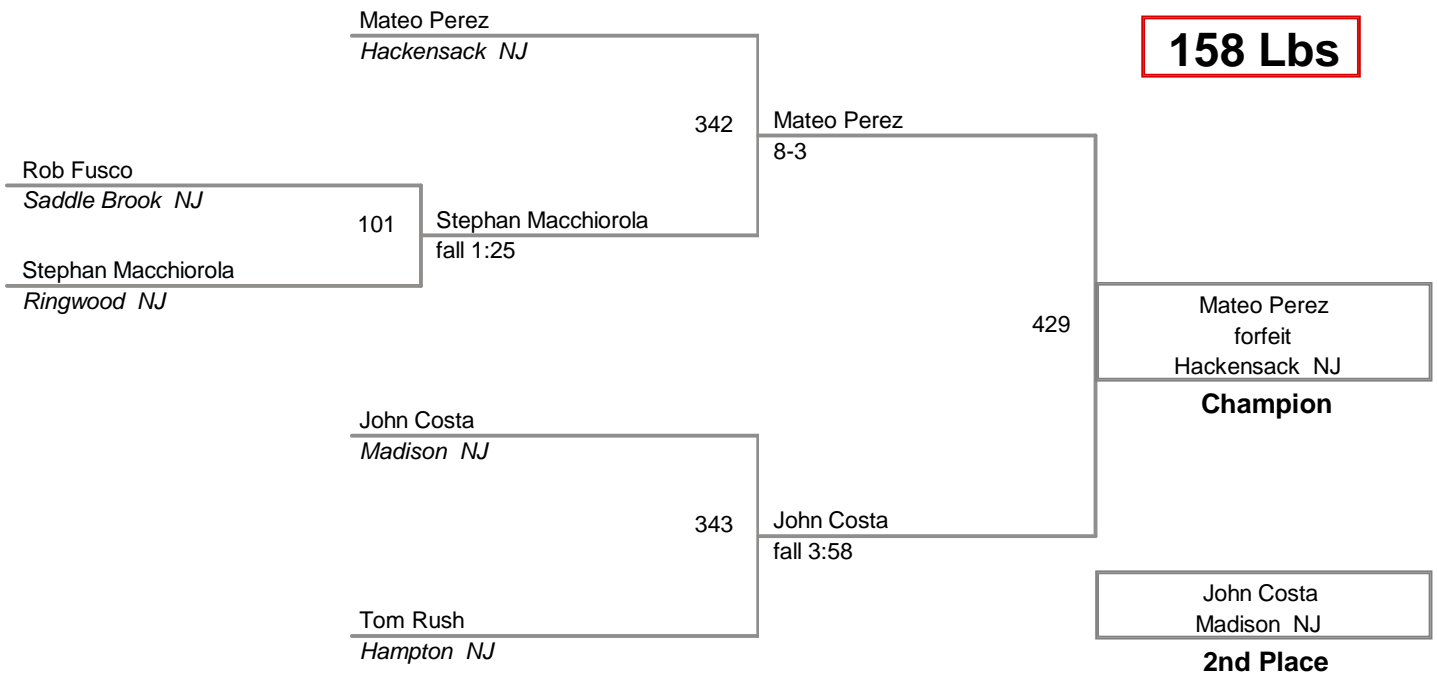 Mateo Perez
Hackensack NJ
158 Lbs
342
Mateo Perez
8-3
Rob Fusco
Saddle Brook NJ
101
Stephan Macchiorola
fall 1:25
Stephan Macchiorola
Ringwood NJ
429
Mateo Perez
forfeit
Hackensack NJ
Champion
John Costa
Madison NJ
343
John Costa
fall 3:58
Tom Rush
Hampton NJ
John Costa
Madison NJ
2nd Place